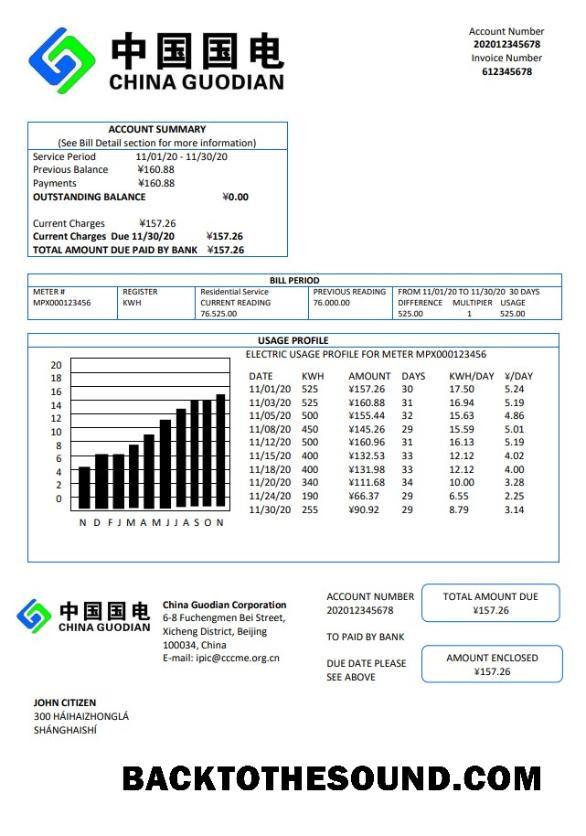 中国国电
CHINA GUODIAN
Account Number
202012345678
Invoice Number
612345678
ACCOUNT SUMMARY
(See Bill Detail section for more information)
Service Period 11/01/20 - 11/30/20
Previous Balance ¥160.88
Payments ¥160.88
OUTSTANDING BALANCE ¥0.00
Current Charges ¥157.26
Current Charges Due 11/30/20 ¥157.26
TOTAL AMOUNT DUE PAID BY BANK ¥157.26
BILL PERIOD
METER # REGISTER Residential Service PREVIOUS READING FROM 11/01/20 TO 11/30/20 30 DAYS
MPX000123456 KWH CURRENT READING 76.000.00 DIFFERENCE MULTIPIER USAGE
76.525.00 525.00 1 525.00
USAGE PROFILE
ELECTRIC USAGE PROFILE FOR METER MPX000123456
20
18
16
14
12
10
8
6
4
2
0
N D F J M A M J J A S O N
DATE KWH AMOUNT DAYS KWH/DAY ¥/DAY
11/01/20 525 ¥157.26 30 17.50 5.24
11/03/20 525 ¥160.88 31 16.94 5.19
11/05/20 500 ¥155.44 32 15.63 4.86
11/08/20 450 ¥145.26 29 15.59 5.01
11/12/20 500 ¥160.96 31 16.13 5.19
11/15/20 400 ¥132.53 33 12.12 4.02
11/18/20 400 ¥131.98 33 12.12 4.00
11/20/20 340 ¥111.68 34 10.00 3.28
11/24/20 190 ¥66.37 29 6.55 2.25
11/30/20 255 ¥90.92 29 8.79 3.14
中国国电
CHINA GUODIAN
China Guodian Corporation
6-8 Fuchengmen Bei Street,
Xicheng District, Beijing
100034, China
E-mail: ipic@cccme.org.cn
ACCOUNT NUMBER
202012345678
TO PAID BY BANK
DUE DATE PLEASE
SEE ABOVE
TOTAL AMOUNT DUE
¥157.26
AMOUNT ENCLOSED
¥157.26
JOHN CITIZEN
300 HÁIHAIZHONGLÁ
SHÁNGHAISHÍ
BACKTOTHESOUND.COM